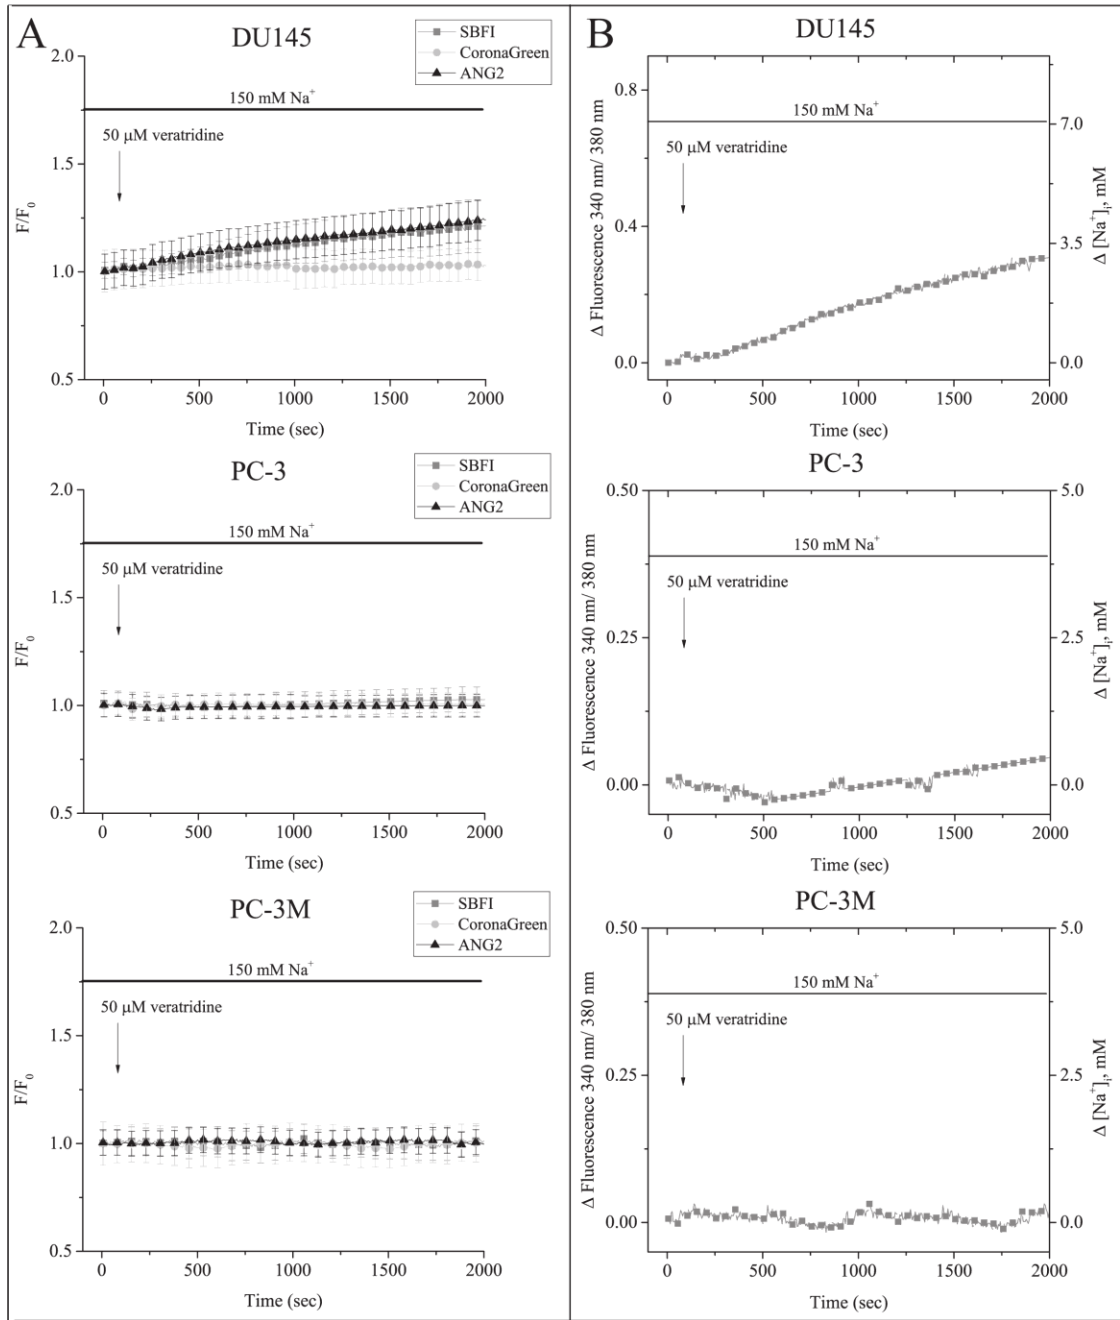 A
DU145
SBFI
CoronaGreen
ANG2
150 mM Na⁺
50 μM veratridine
F/F₀
2.0
1.5
1.0
0.5
0 500 1000 1500 2000
Time (sec)
PC-3
SBFI
CoronaGreen
ANG2
150 mM Na⁺
50 μM veratridine
F/F₀
2.0
1.5
1.0
0.5
0 500 1000 1500 2000
Time (sec)
PC-3M
SBFI
CoronaGreen
ANG2
150 mM Na⁺
50 μM veratridine
F/F₀
2.0
1.5
1.0
0.5
0 500 1000 1500 2000
Time (sec)
B
DU145
150 mM Na⁺
50 μM veratridine
Δ Fluorescence 340 nm/ 380 nm
0.8
0.4
0.0
7.0
3.5
0.0
Δ [Na⁺]ᵢ, mM
0 500 1000 1500 2000
Time (sec)
PC-3
150 mM Na⁺
50 μM veratridine
Δ Fluorescence 340 nm/ 380 nm
0.50
0.25
0.00
5.0
2.5
0.0
Δ [Na⁺]ᵢ, mM
0 500 1000 1500 2000
Time (sec)
PC-3M
150 mM Na⁺
50 μM veratridine
Δ Fluorescence 340 nm/ 380 nm
0.50
0.25
0.00
5.0
2.5
0.0
Δ [Na⁺]ᵢ, mM
0 500 1000 1500 2000
Time (sec)